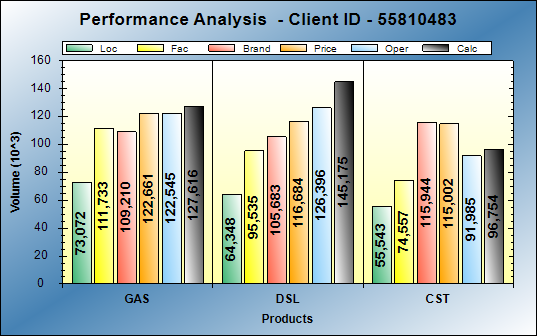 Performance Analysis - Client ID - 55810483
Loc Fac Brand Price Oper Calc
Volume (10^3)
160
140
120
100
80
60
40
20
0
73,072 111,733 109,210 122,661 122,545 127,616
64,348 95,535 105,683 116,684 126,396 145,175
55,543 74,557 115,944 115,002 91,985 96,754
GAS DSL CST
Products